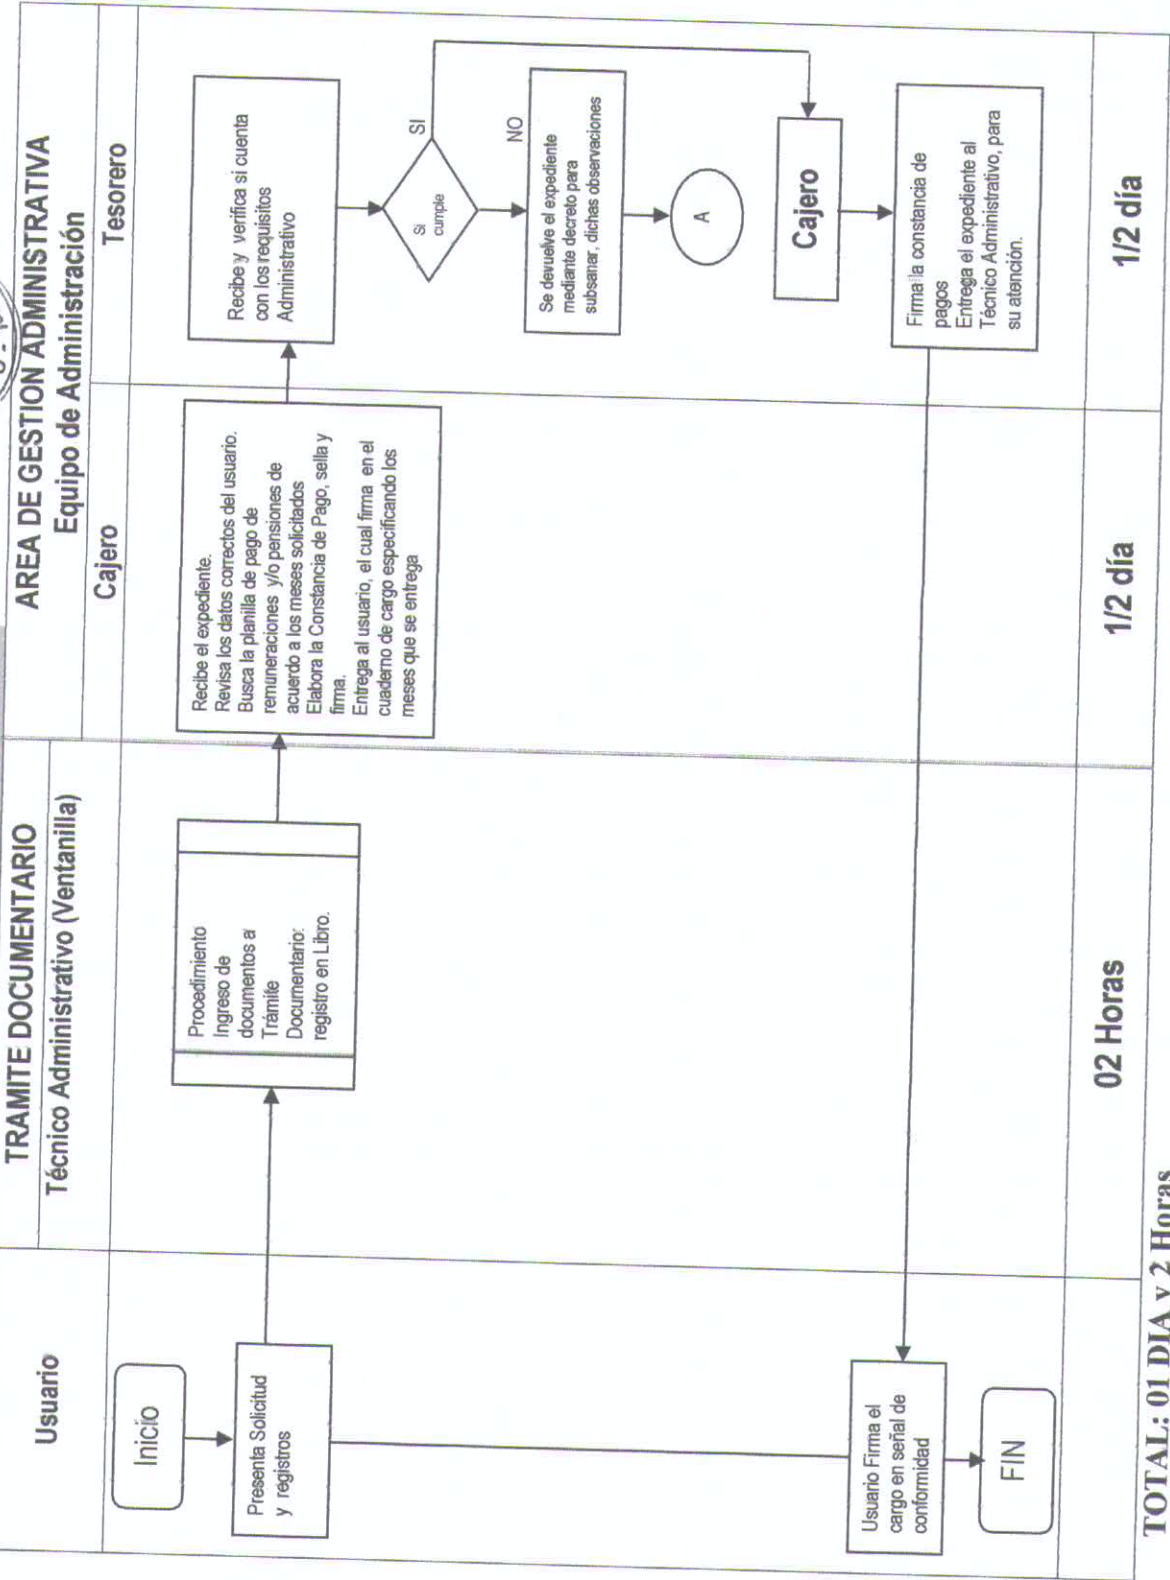 Usuario
TRAMITE DOCUMENTARIO
Técnico Administrativo (Ventanilla)
AREA DE GESTION ADMINISTRATIVA
Equipo de Administración
Cajero
Tesorero
Inicio
Presenta Solicitud
y registros
Procedimiento
Ingreso de
documentos a
Trámite
Documentario:
registro en Libro.
Recibe el expediente.
Revisa los datos correctos del usuario.
Busca la planilla de pago de
remuneraciones y/o pensiones de
acuerdo a los meses solicitados
Elabora la Constancia de Pago, sella y
firma.
Entrega al usuario, el cual firma en el
cuaderno de cargo especificando los
meses que se entrega
Recibe y verifica si cuenta
con los requisitos
Administrativo
Si
cumple
SI
NO
Se devuelve el expediente
mediante decreto para
subsanar, dichas observaciones
A
Cajero
Firma la constancia de
pagos
Entrega el expediente al
Técnico Administrativo, para
su atención.
Usuario Firma el
cargo en señal de
conformidad
FIN
02 Horas
1/2 día
1/2 día
TOTAL: 01 DIA y 2 Horas